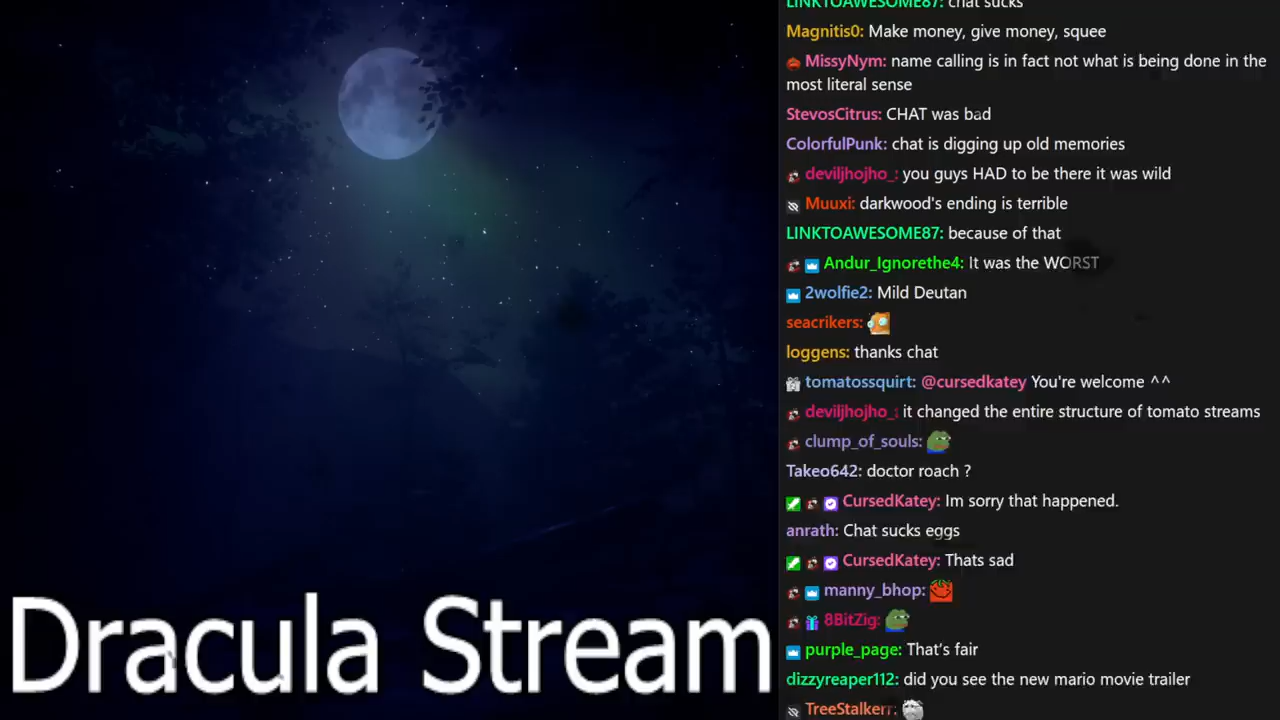 LINKTOAWESOME87: chat sucks
Magnitis0: Make money, give money, squee
MissyNym: name calling is in fact not what is being done in the
most literal sense
StevosCitrus: CHAT was bad
ColorfulPunk: chat is digging up old memories
deviljhojho_: you guys HAD to be there it was wild
Muuxi: darkwood's ending is terrible
LINKTOAWESOME87: because of that
Andur_Ignorethe4: It was the WORST
2wolfie2: Mild Deutan
seacrikers:
loggens: thanks chat
tomatossquirt: @cursedkatey You're welcome ^^
deviljhojho_: it changed the entire structure of tomato streams
clump_of_souls:
Takeo642: doctor roach ?
CursedKatey: Im sorry that happened.
anrath: Chat sucks eggs
CursedKatey: Thats sad
manny_bhop:
8BitZig:
purple_page: That's fair
dizzyreaper112: did you see the new mario movie trailer
TreeStalkerr:
Dracula Stream